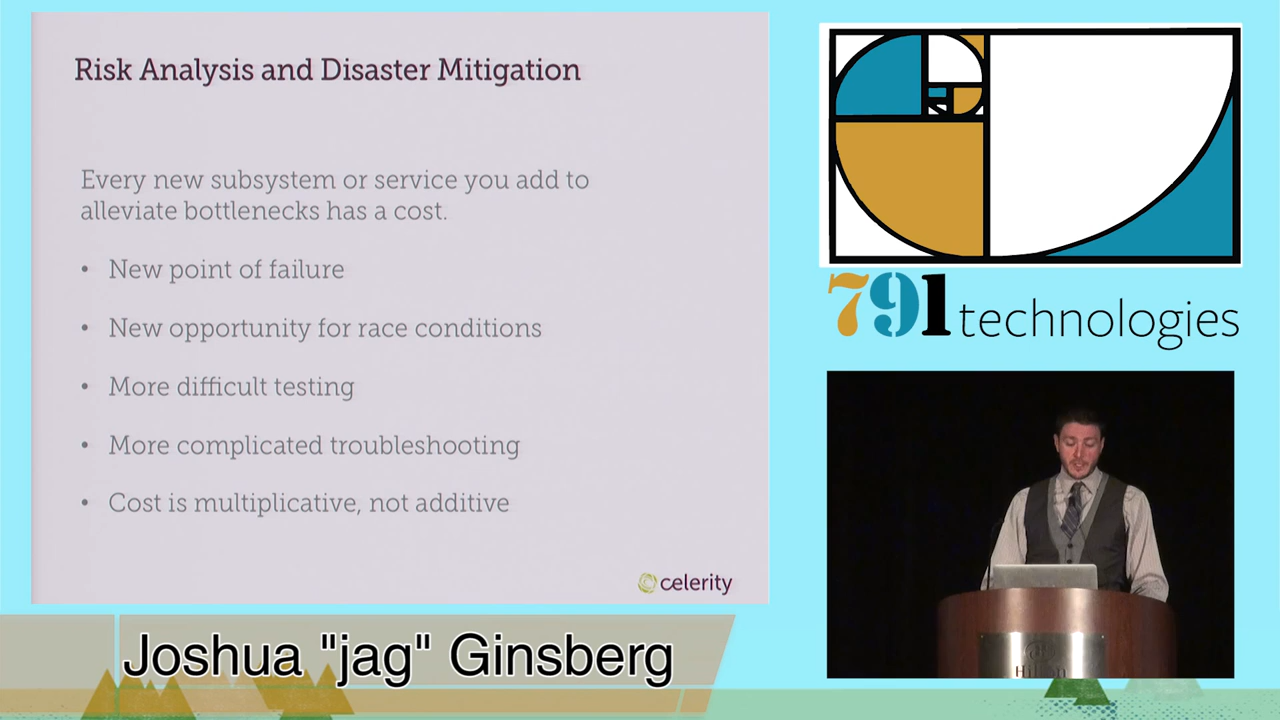 Risk Analysis and Disaster Mitigation
Every new subsystem or service you add to
alleviate bottlenecks has a cost.
• New point of failure
• New opportunity for race conditions
• More difficult testing
• More complicated troubleshooting
• Cost is multiplicative, not additive
celerity
791 technologies
Hilton
Joshua "jag" Ginsberg